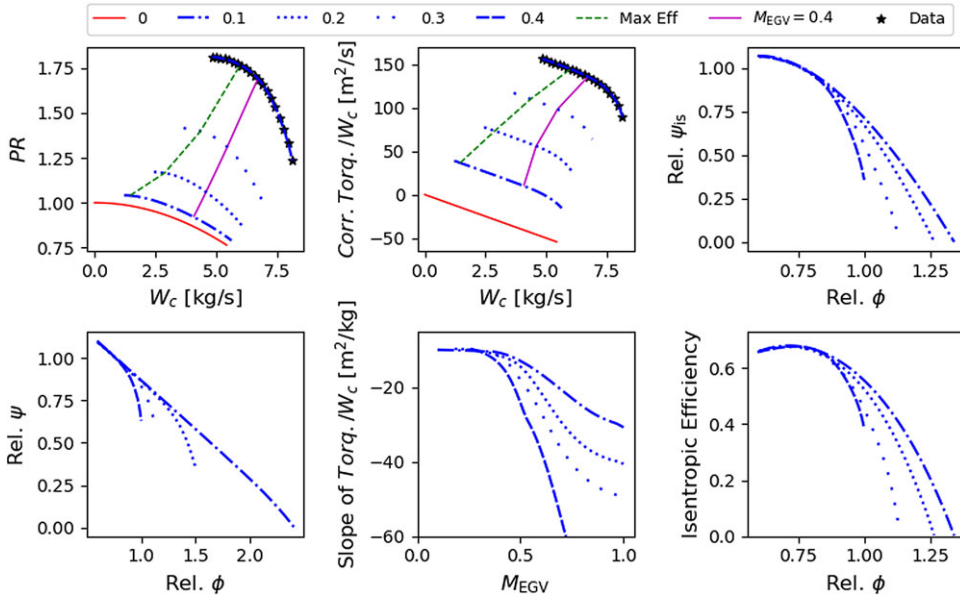 0 0.1 0.2 0.3 0.4 Max Eff M_EGV = 0.4 Data
PR
1.75
1.50
1.25
1.00
0.75
0.0 2.5 5.0 7.5
W_c [kg/s]
Corr. Torq. /W_c [m²/s]
150
100
50
0
−50
0.0 2.5 5.0 7.5
W_c [kg/s]
Rel. ψ_is
1.00
0.75
0.50
0.25
0.00
0.75 1.00 1.25
Rel. ϕ
Rel. ψ
1.00
0.75
0.50
0.25
0.00
1.0 1.5 2.0
Rel. ϕ
Slope of Torq. /W_c [m²/kg]
−20
−40
−60
0.0 0.5 1.0
M_EGV
Isentropic Efficiency
0.6
0.4
0.2
0.0
0.75 1.00 1.25
Rel. ϕ